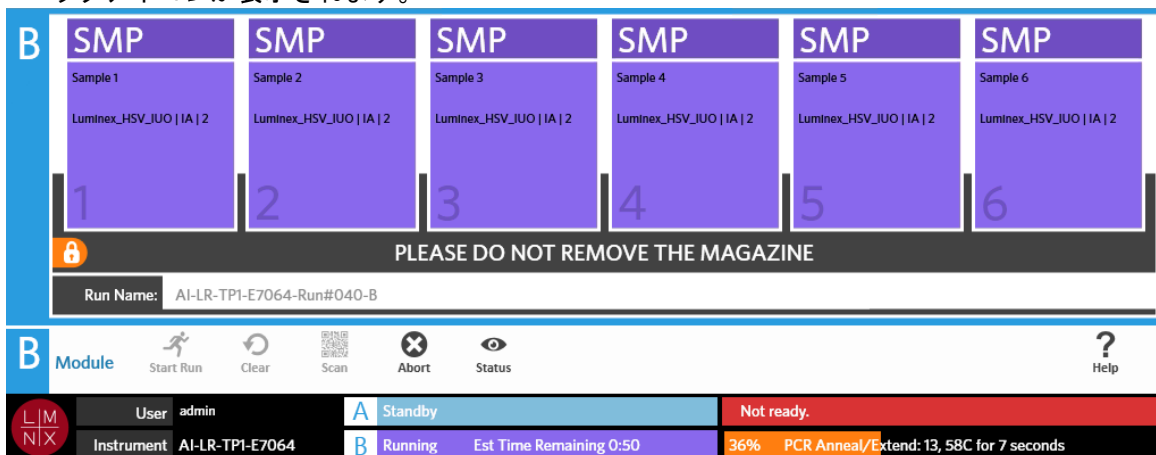 B
SMP SMP SMP SMP SMP SMP
Sample 1 Sample 2 Sample 3 Sample 4 Sample 5 Sample 6
Luminex_HSV_IUO | IA | 2 Luminex_HSV_IUO | IA | 2 Luminex_HSV_IUO | IA | 2 Luminex_HSV_IUO | IA | 2 Luminex_HSV_IUO | IA | 2 Luminex_HSV_IUO | IA | 2
1 2 3 4 5 6
PLEASE DO NOT REMOVE THE MAGAZINE
Run Name: AI-LR-TP1-E7064-Run#040-B
B Module Start Run Clear Scan Abort Status ? Help
LM NIX User admin A Standby Not ready.
Instrument AI-LR-TP1-E7064 B Running Est Time Remaining 0:50 36% PCR Anneal/Extend: 13, 58C for 7 seconds